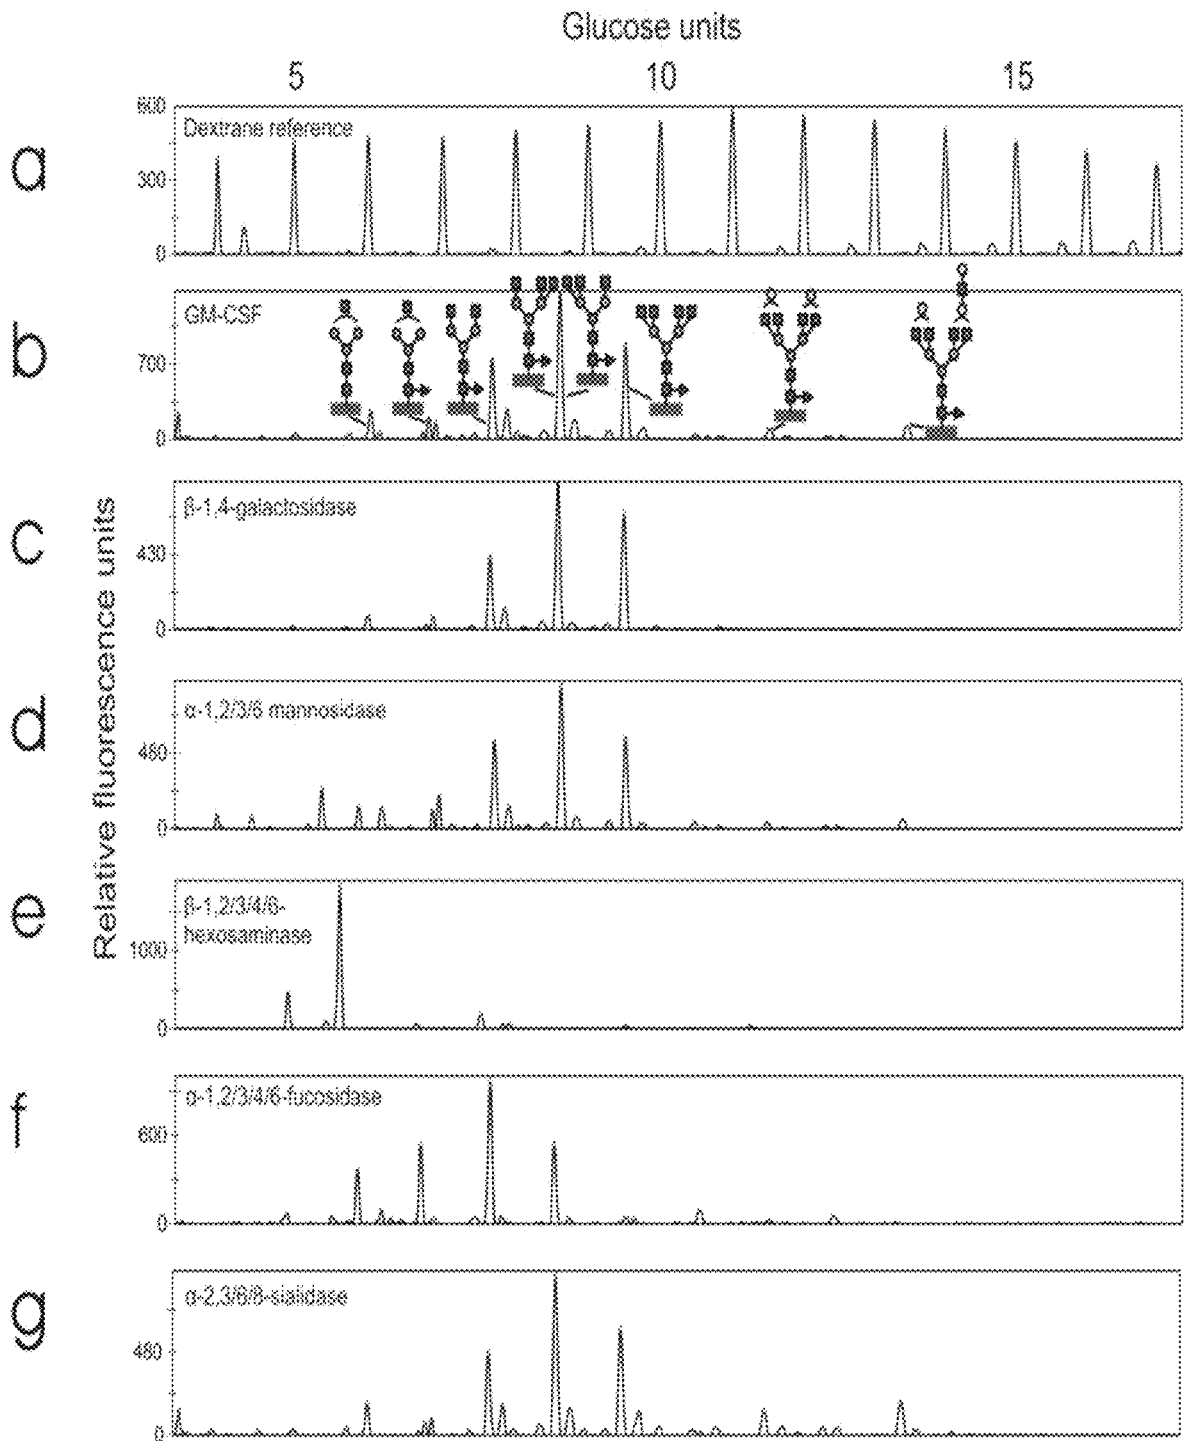 Glucose units
5 10 15
a
600
300
0
Dextrane reference
b
700
0
GM-CSF
Relative fluorescence units
c
430
0
β-1,4-galactosidase
d
480
0
α-1,2/3/6 mannosidase
e
1000
0
β-1,2/3/4/6-
hexosaminase
f
600
0
α-1,2/3/4/6-fucosidase
g
480
0
α-2,3/6/8-sialidase